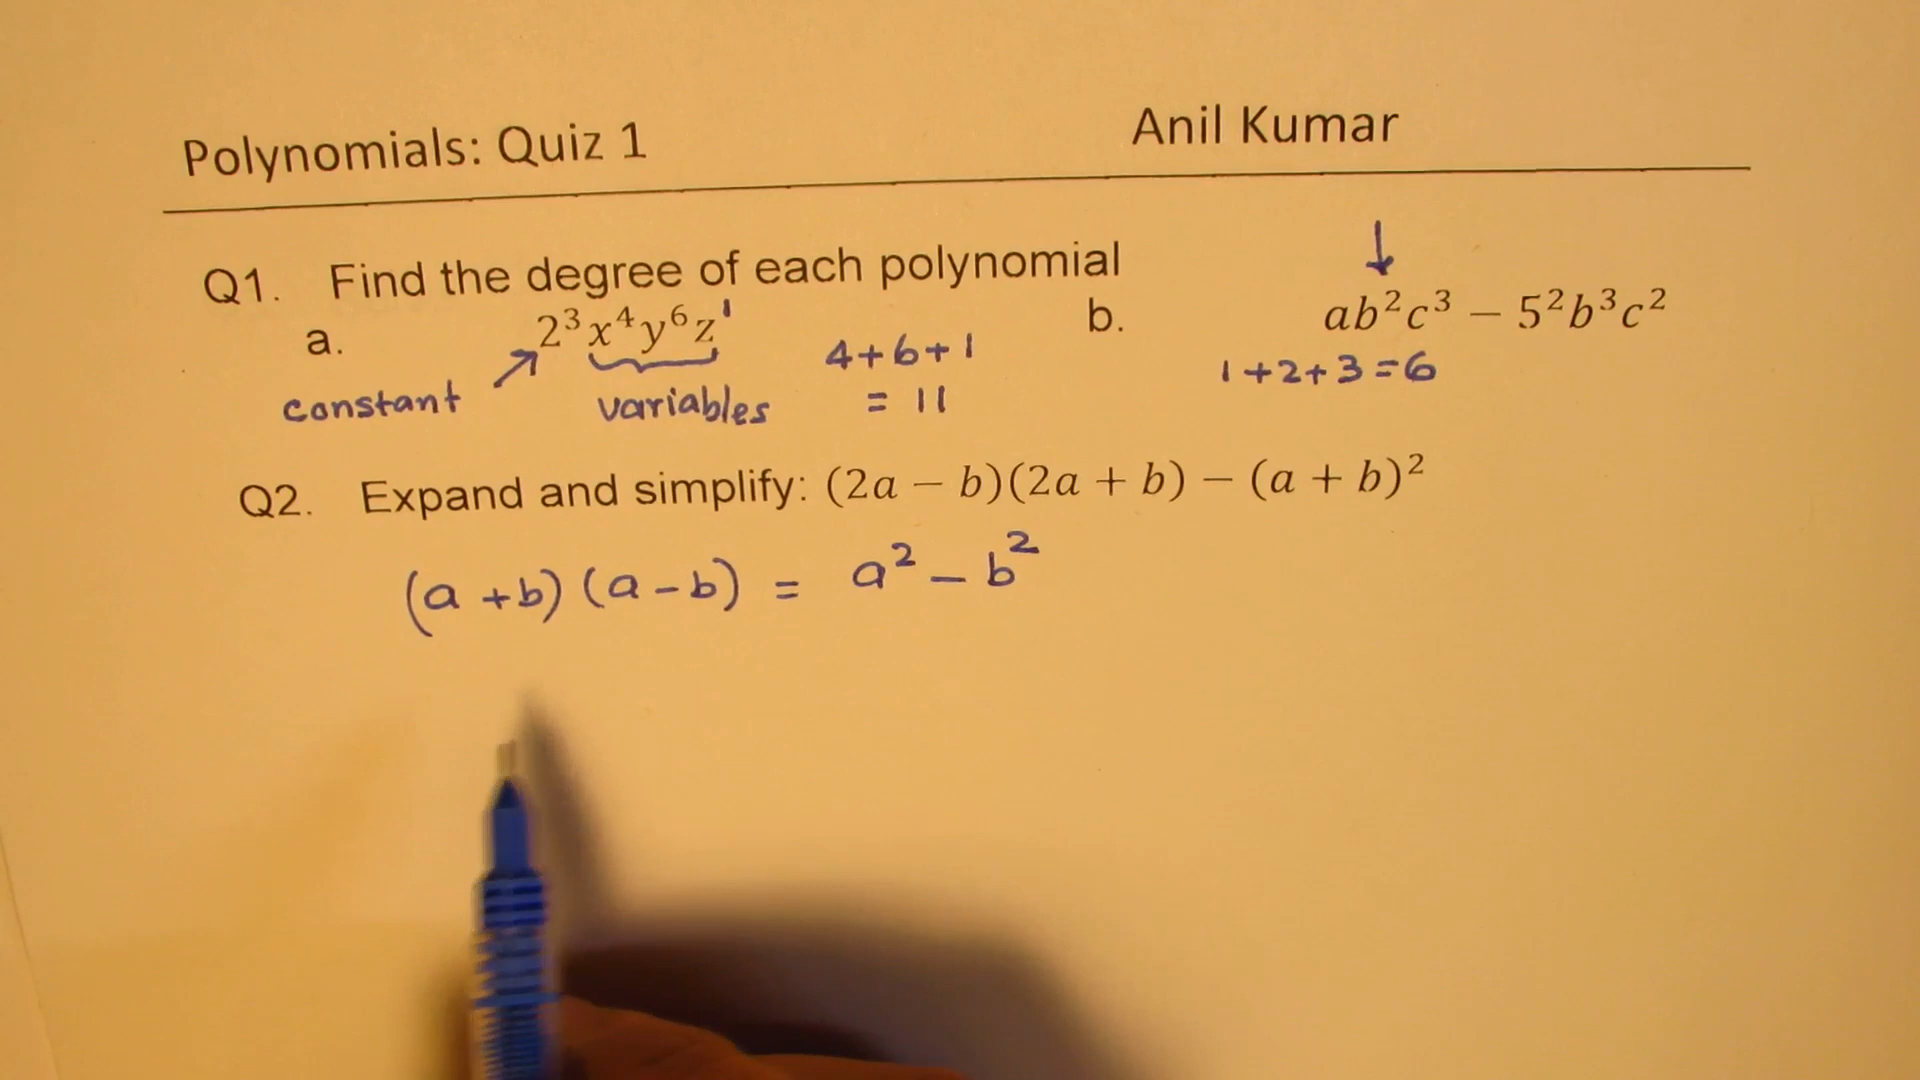 Polynomials: Quiz 1 Anil Kumar
Q1. Find the degree of each polynomial
a. 2³x⁴y⁶z¹ b. ab²c³ − 5²b³c²
constant variables 4+6+1 1+2+3=6
= 11
Q2. Expand and simplify: (2a − b)(2a + b) − (a + b)²
(a +b) (a−b) = a² − b²